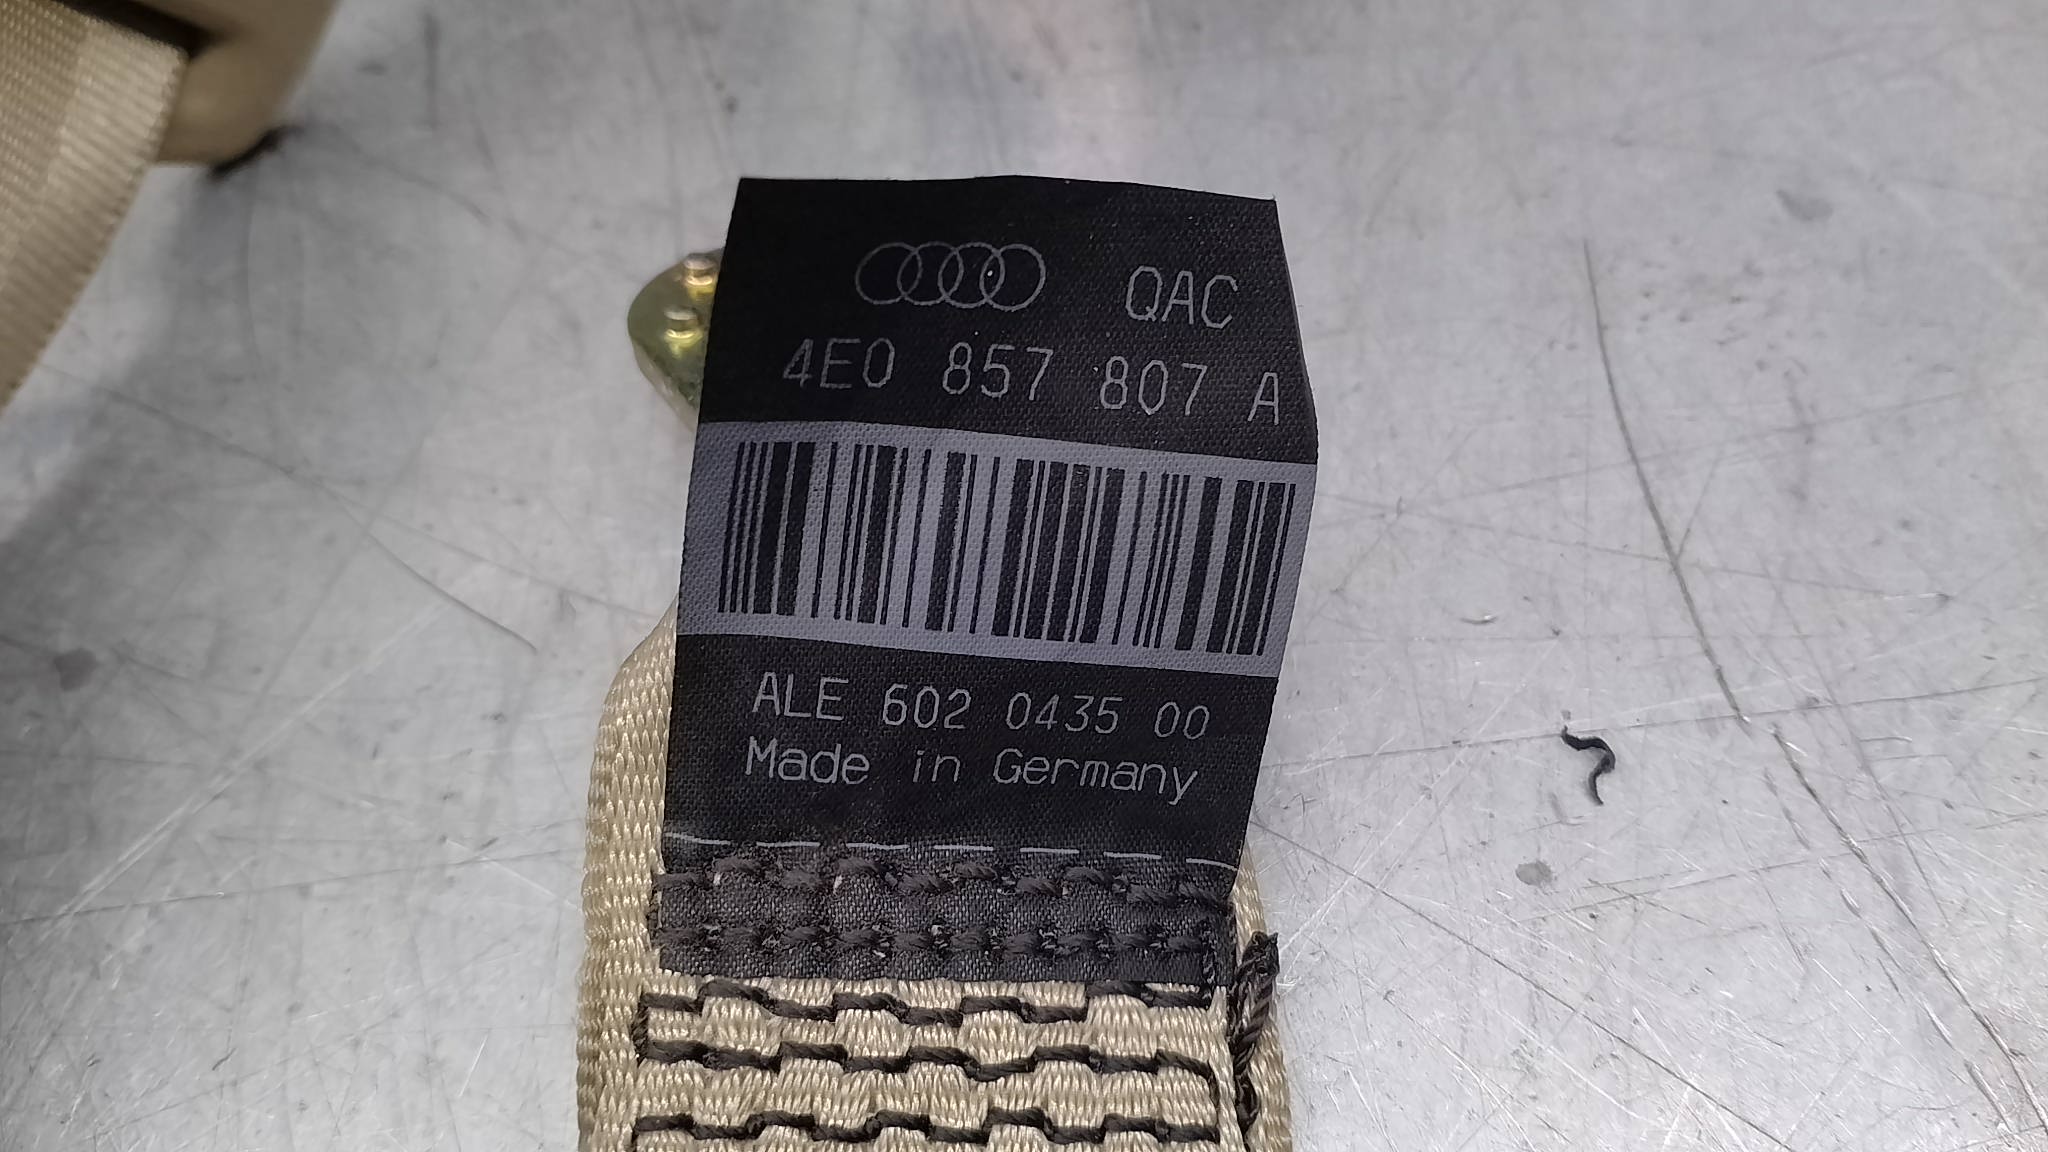 QAC
4E0 857 807 A
ALE 602 0435 00
Made in Germany